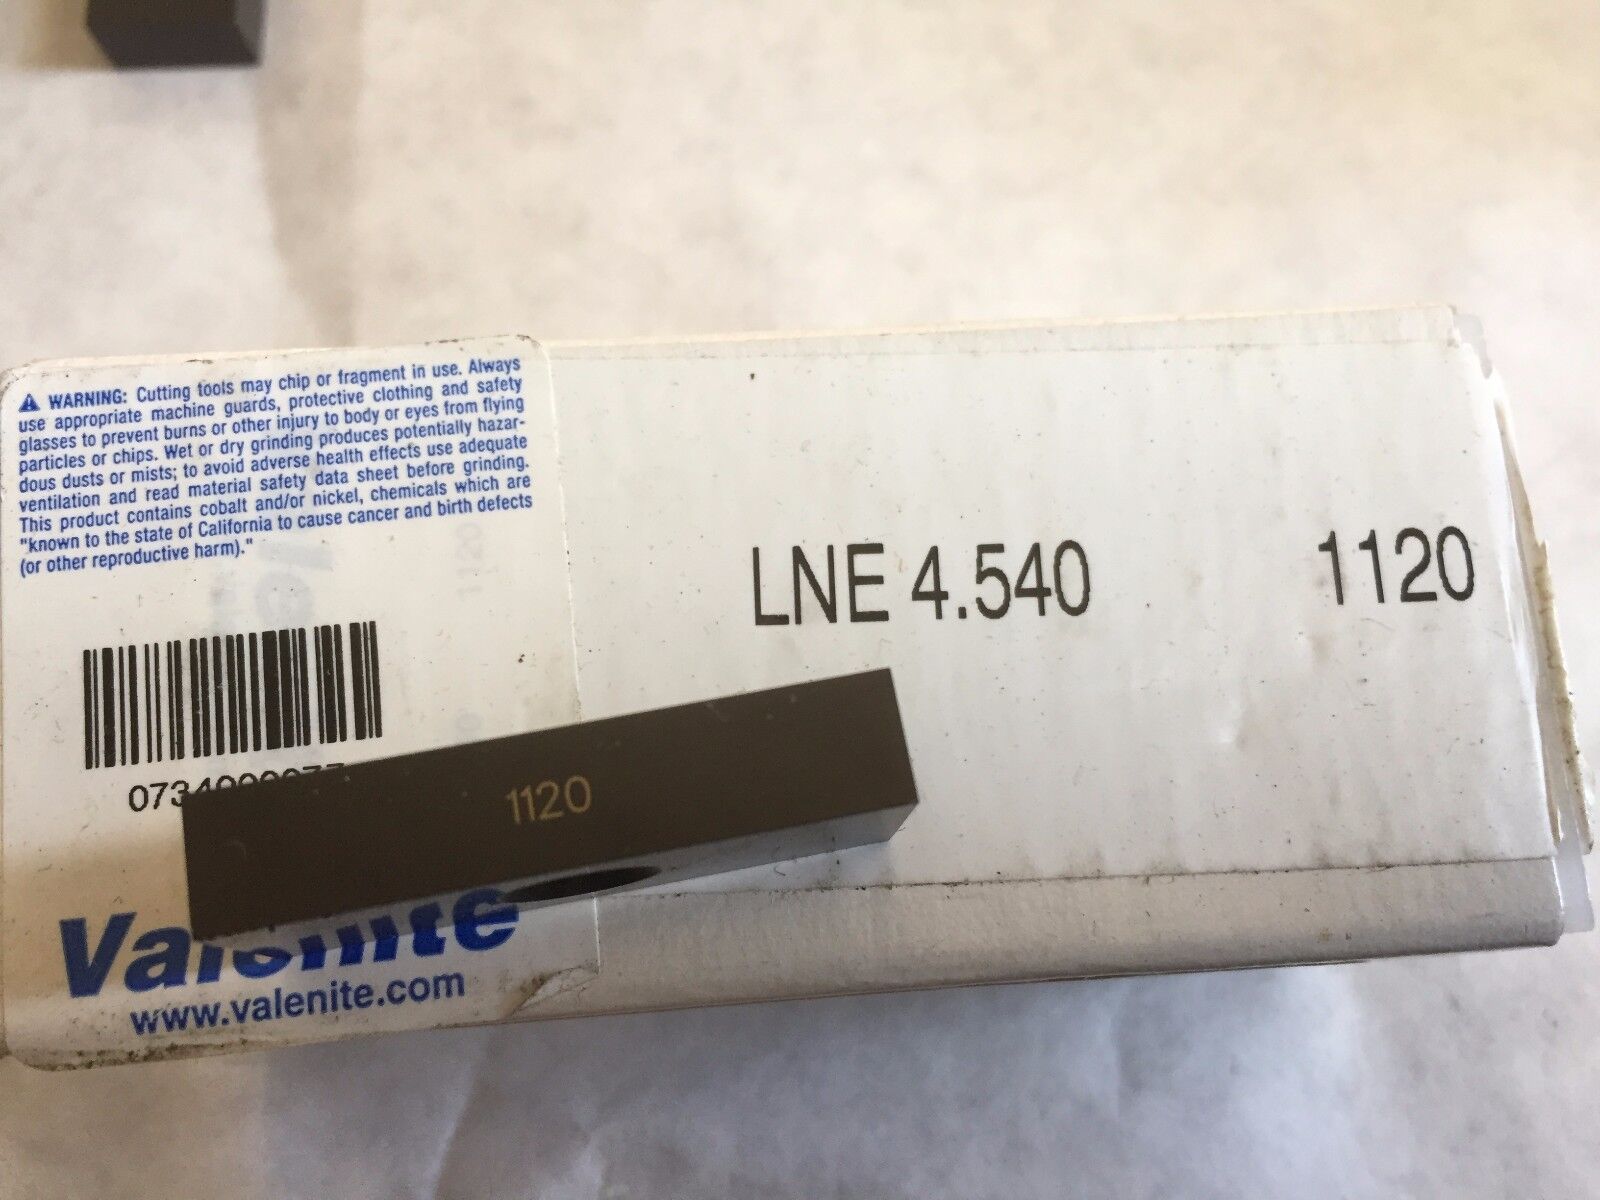 ⚠ WARNING: Cutting tools may chip or fragment in use. Always
use appropriate machine guards, protective clothing and safety
glasses to prevent burns or other injury to body or eyes from flying
particles or chips. Wet or dry grinding produces potentially hazar-
dous dusts or mists; to avoid adverse health effects use adequate
ventilation and read material safety data sheet before grinding.
This product contains cobalt and/or nickel, chemicals which are
"known to the state of California to cause cancer and birth defects
(or other reproductive harm)."
LNE 4.540 1120
1120
Valenite
www.valenite.com